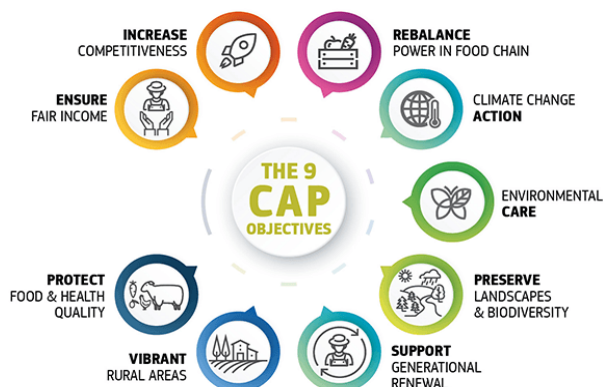 THE 9
CAP
OBJECTIVES
INCREASE
COMPETITIVENESS
REBALANCE
POWER IN FOOD CHAIN
ENSURE
FAIR INCOME
CLIMATE CHANGE
ACTION
ENVIRONMENTAL
CARE
PROTECT
FOOD & HEALTH
QUALITY
PRESERVE
LANDSCAPES
& BIODIVERSITY
VIBRANT
RURAL AREAS
SUPPORT
GENERATIONAL
RENEWAL